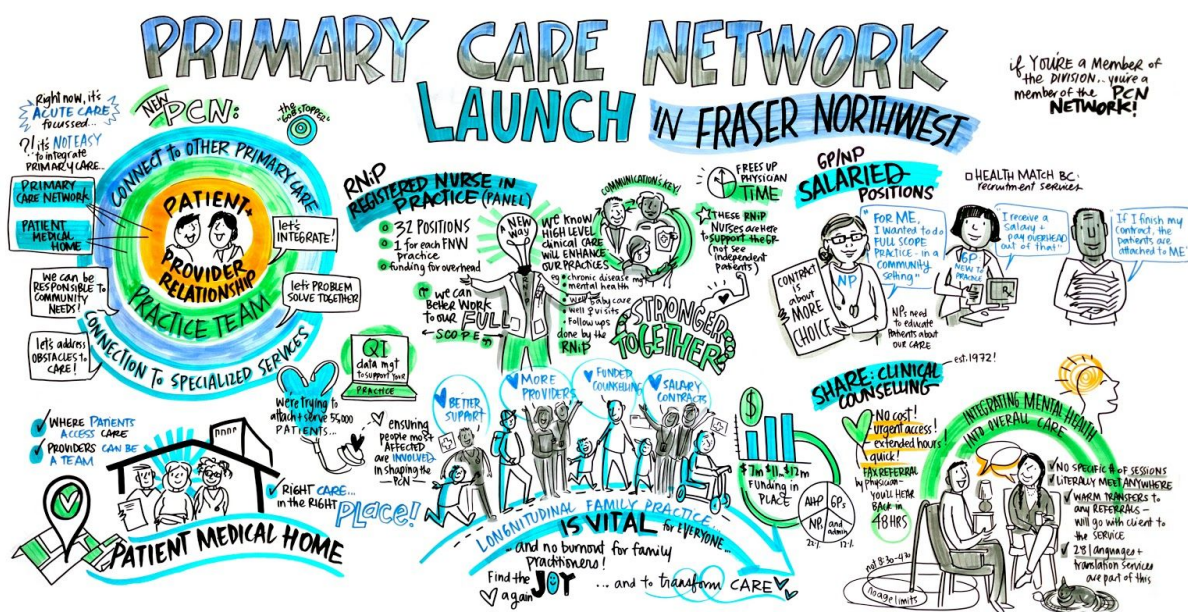 PRIMARY CARE NETWORK
LAUNCH
IN FRASER NORTHWEST
if YOU'RE a Member of
the DIVISION.. you're a
member of the PCN
NETWORK!
Right now, it's
ACUTE CARE
focussed...
?! it's NOT EASY
to integrate
PRIMARY CARE...
NEW PCN:
the
"GOBSTOPPER"
PRIMARY
CARE NETWORK
PATIENT
MEDICAL
HOME
CONNECT TO OTHER PRIMARY CARE
PATIENT +
PROVIDER
RELATIONSHIP
PRACTICE TEAM
CONNECTION TO SPECIALIZED SERVICES
let's
INTEGRATE!
let's PROBLEM
SOLVE TOGETHER
we can be
RESPONSIBLE TO
COMMUNITY
NEEDS!
let's address
OBSTACLES TO
CARE!
RNiP
REGISTERED NURSE IN
PRACTICE (PANEL)
32 POSITIONS
1 for each FNW
practice
funding for overhead
IT we can
BETTER WORK
to our FULL
SCOPE
A NEW
Way
RNiP
we know
HIGH LEVEL
clinical CARE
WILL ENHANCE
OUR PRACTICES
eg chronic disease mgt
mental health
well baby care
well ♀ visits
Follow ups
done by the
RNiP
COMMUNICATION'S KEY!
STRONGER
TOGETHER
FREES UP
PHYSICIAN
TIME
THESE RNiP
NURSES are HERE
to support the GP
(not see
independent
patients)
GP/NP
SALARIED
POSITIONS
HEALTH MATCH BC:
recruitment services
"FOR ME,
I wanted to do
FULL SCOPE
PRACTICE - in a
community
setting"
NP
CONTRACT
is about
MORE
CHOICE
NPs need
to educate
Patients about
our CARE
"I receive a
salary +
pay OVERHEAD
out of that"
GP
NEW TO
PRACTICE
Rx
If I finish my
contract, the
patients are
attached to ME"
QI
data mgt
to support your
PRACTICE
We're trying to
attach + serve 55,000
PATIENTS...
ensuring
people most
AFFECTED
are INVOLVED
in shaping the
PCN
BETTER
SUPPORT
MORE
PROVIDERS
FUNDED
COUNSELLING
SALARY
CONTRACTS
LONGITUDINAL FAMILY PRACTICE...
IS VITAL for EVERYONE...
...and no burnout for family
practitioners!
Find the
JOY
again
... and to transform CARE
$
$7m $11.. $12m
Funding in
PLACE
AHP
GPs
NPs
and
admin
22%
12%
WHERE PATIENTS
ACCESS CARE
PROVIDERS CAN BE
A TEAM
RIGHT CARE...
in the RIGHT
PLACE!
PATIENT MEDICAL HOME
SHARE: CLINICAL
COUNSELLING
est. 1972!
No cost!
urgent access!
extended hours!
quick!
FAX REFERRAL
by physician-
you'll HEAR
BACK in
48 HRS
INTEGRATING MENTAL HEALTH
INTO OVERALL CARE
NO SPECIFIC # of SESSIONS
LITERALLY MEET ANYWHERE
WARM TRANSFERS to
any REFERRALS -
will go with client to
the SERVICE
28 languages +
translation services
are part of this
not 8:30-4:30
no age limits